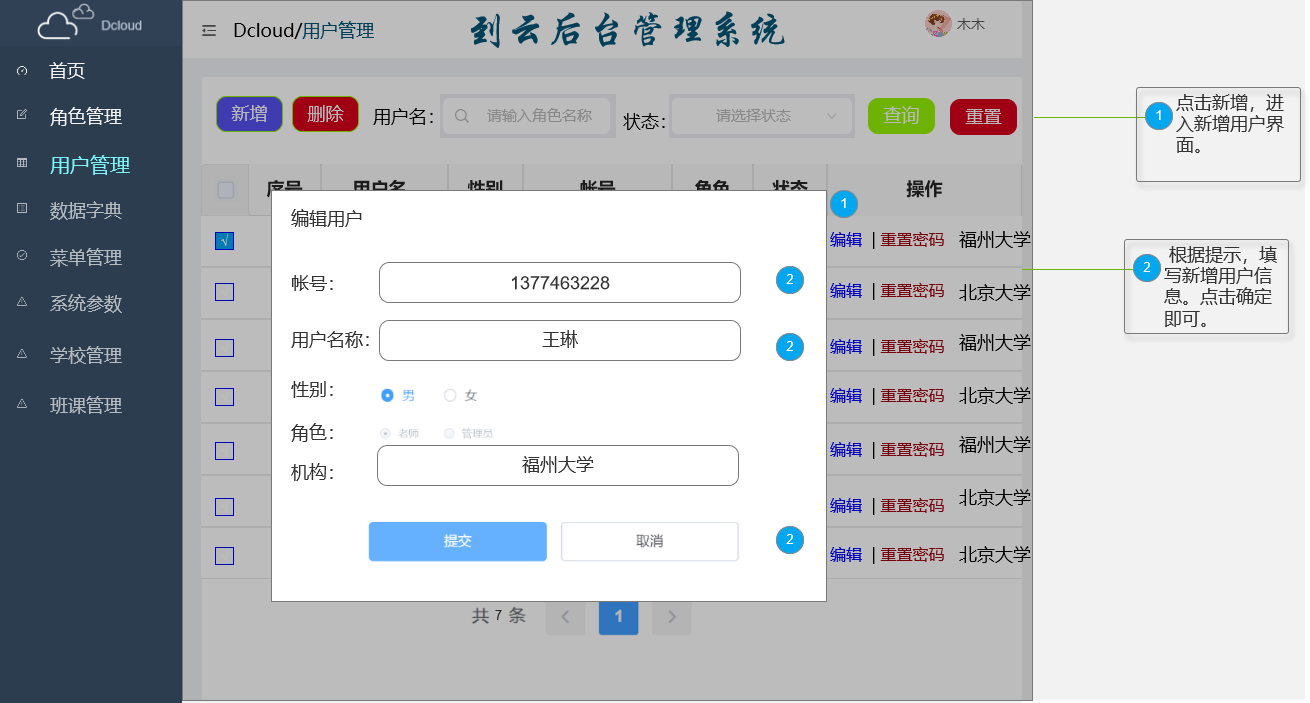 Dcloud
首页
角色管理
用户管理
数据字典
菜单管理
系统参数
学校管理
班课管理
Dcloud/用户管理
到云后台管理系统
木木
新增
删除
用户名：
请输入角色名称
状态：
请选择状态
查询
重置
序号 用户名 性别 帐号 角色 状态 操作
√
编辑 | 重置密码 福州大学
编辑 | 重置密码 北京大学
编辑 | 重置密码 福州大学
编辑 | 重置密码 北京大学
编辑 | 重置密码 福州大学
编辑 | 重置密码 北京大学
编辑 | 重置密码 北京大学
编辑用户
1
帐号：
1377463228
2
用户名称：
王琳
2
性别：
男
女
角色：
老师
管理员
机构：
福州大学
提交
取消
2
共 7 条
<
1
>
1
点击新增，进
入新增用户界
面。
2
根据提示，填
写新增用户信
息。点击确定
即可。